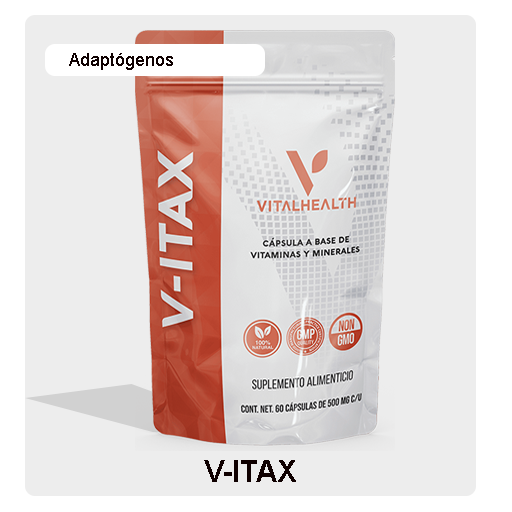 Adaptógenos
V-ITAX
VITALHEALTH
CÁPSULA A BASE DE
VITAMINAS Y MINERALES
100%
NATURAL
GMP
QUALITY
NON
GMO
SUPLEMENTO ALIMENTICIO
CONT. NET. 60 CÁPSULAS DE 500 MG C/U
V-ITAX